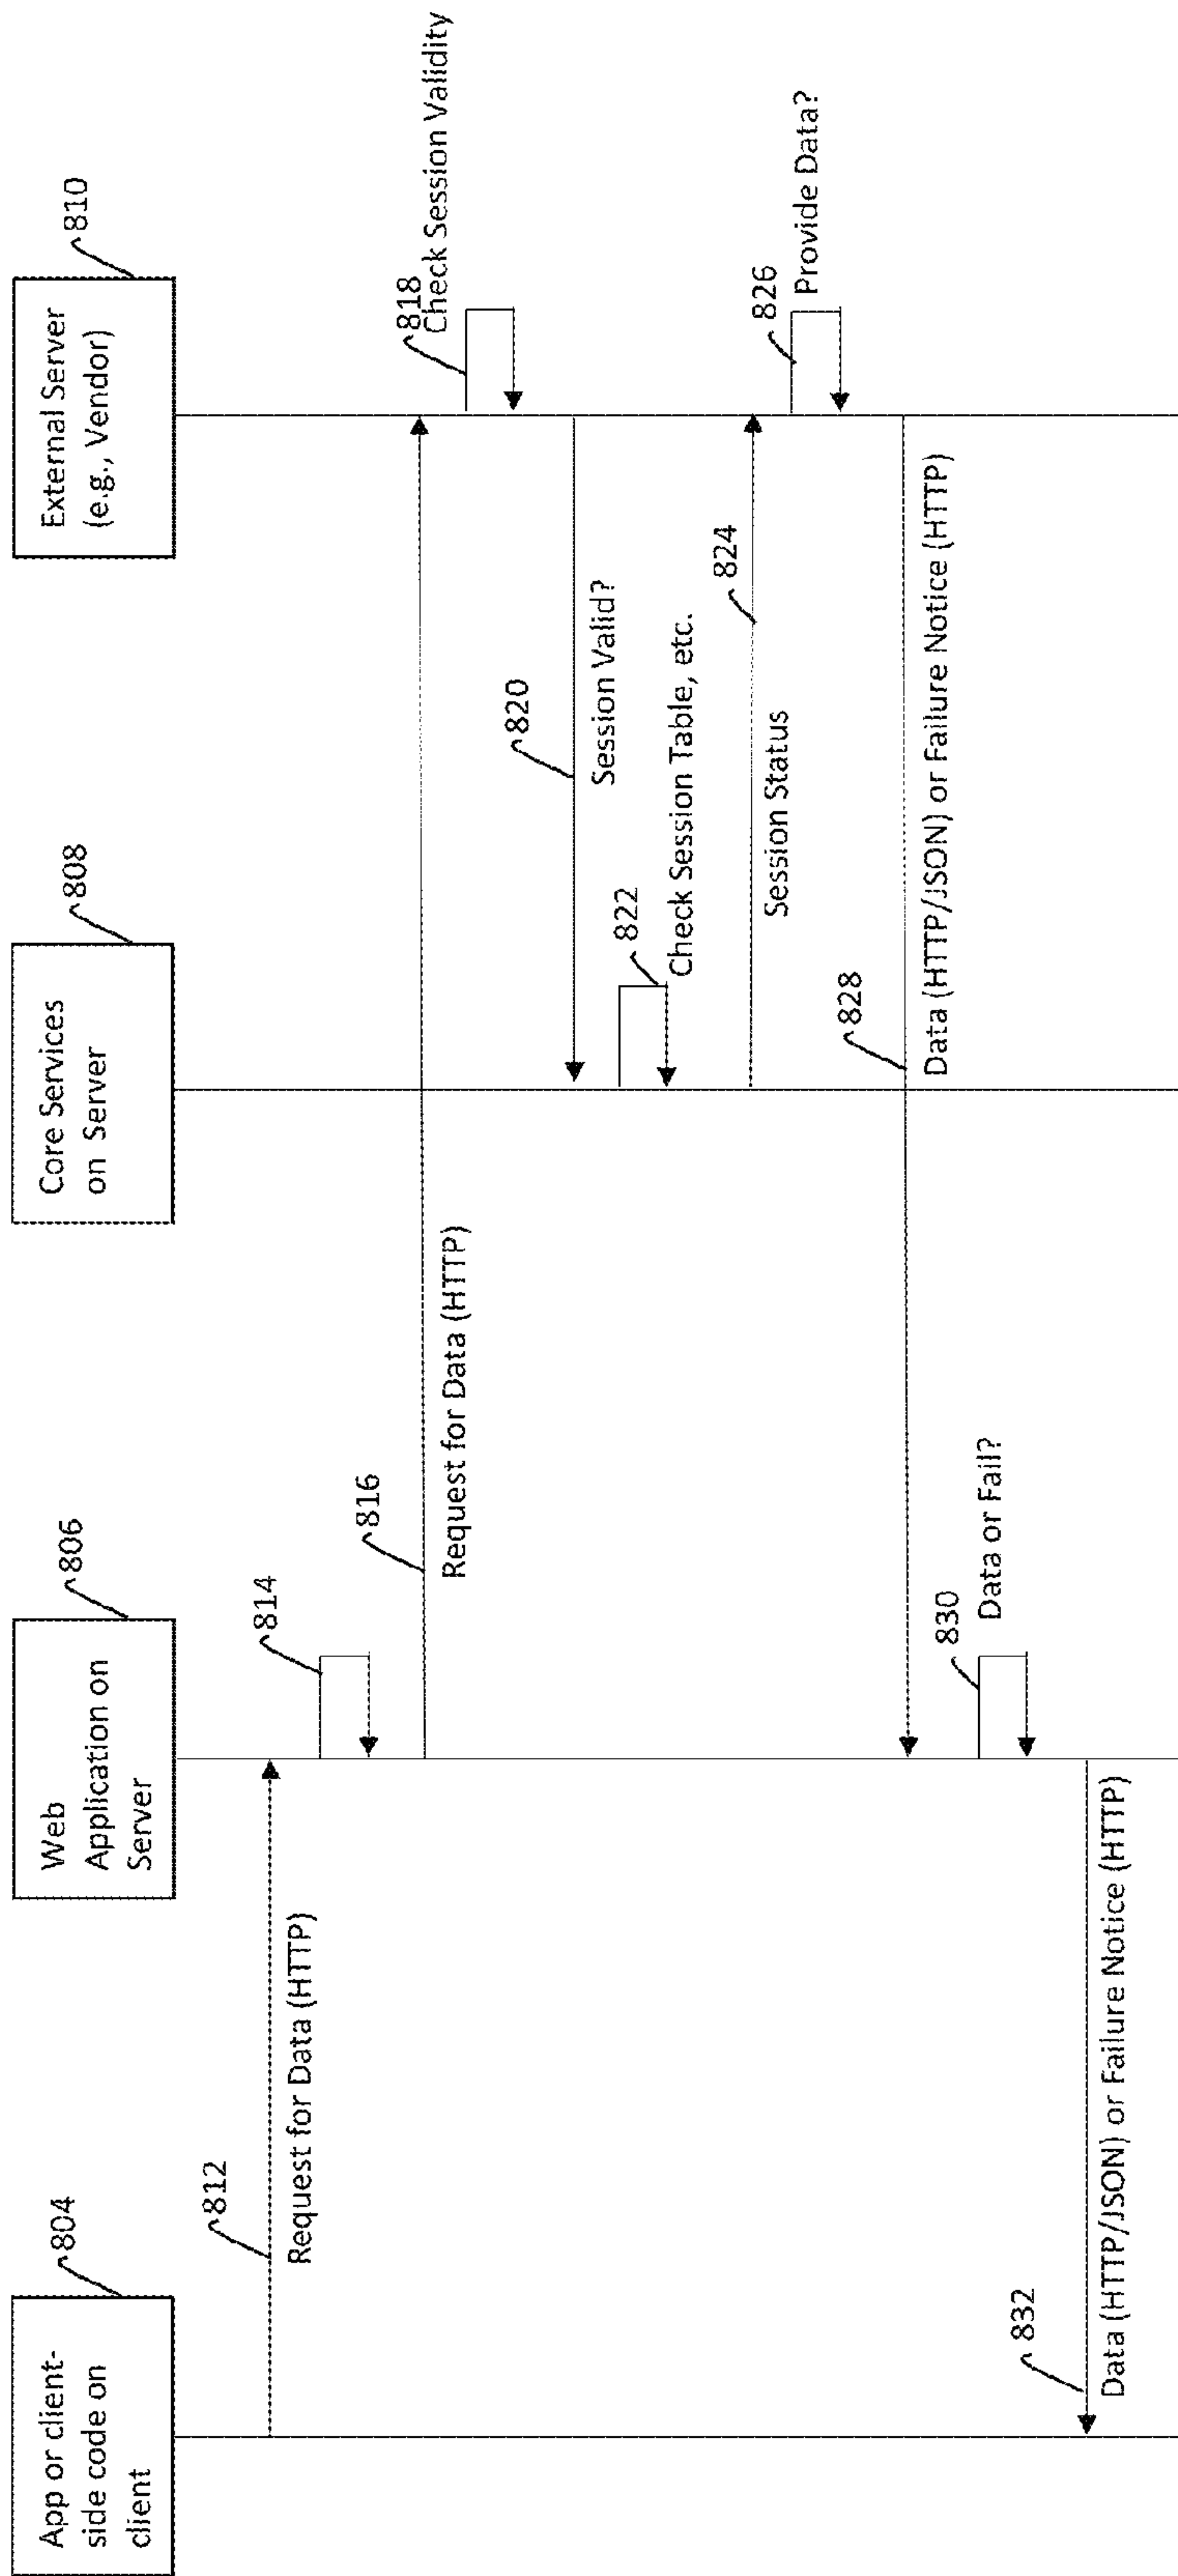 App or client-
side code on
client
804
Web
Application on
Server
806
Core Services
on Server
808
External Server
(e.g., Vendor)
810
812
Request for Data (HTTP)
814
816
Request for Data (HTTP)
818
Check Session Validity
820
Session Valid?
822
Check Session Table, etc.
824
Session Status
826
Provide Data?
828
Data (HTTP/JSON) or Failure Notice (HTTP)
830
Data or Fail?
832
Data (HTTP/JSON) or Failure Notice (HTTP)